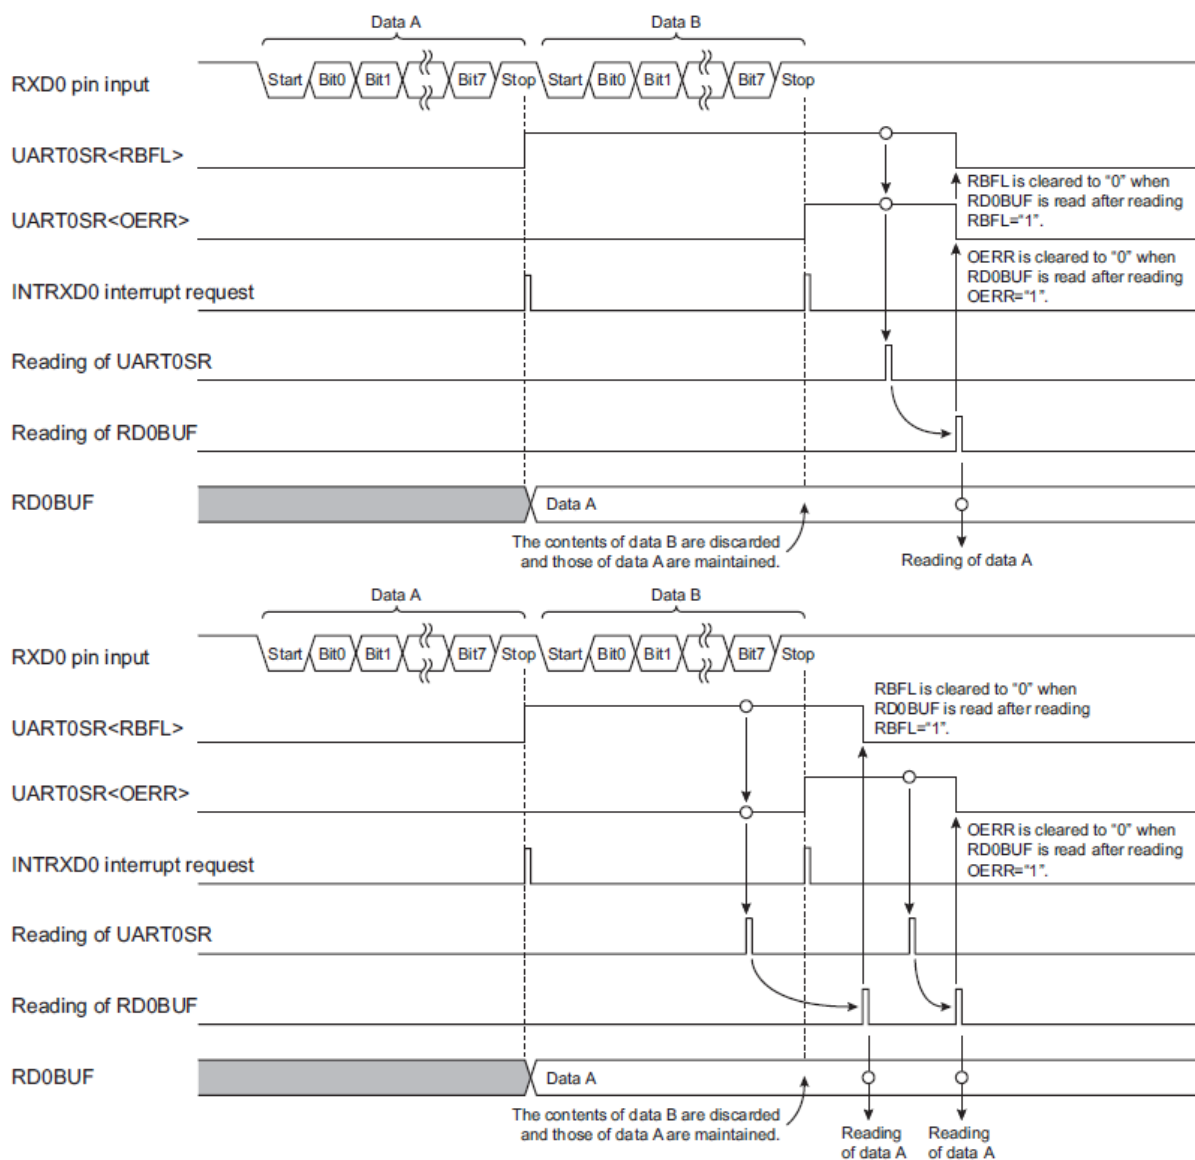 Data A
Data B
RXD0 pin input
Start Bit0 Bit1 Bit7 Stop Start Bit0 Bit1 Bit7 Stop
UART0SR<RBFL>
RBFL is cleared to “0” when
RD0BUF is read after reading
RBFL=“1”.
UART0SR<OERR>
OERR is cleared to “0” when
RD0BUF is read after reading
OERR=“1”.
INTRXD0 interrupt request
Reading of UART0SR
Reading of RD0BUF
RD0BUF
Data A
The contents of data B are discarded
and those of data A are maintained.
Reading of data A
Data A
Data B
RXD0 pin input
Start Bit0 Bit1 Bit7 Stop Start Bit0 Bit1 Bit7 Stop
RBFL is cleared to “0” when
RD0BUF is read after reading
RBFL=“1”.
UART0SR<RBFL>
UART0SR<OERR>
OERR is cleared to “0” when
RD0BUF is read after reading
OERR=“1”.
INTRXD0 interrupt request
Reading of UART0SR
Reading of RD0BUF
RD0BUF
Data A
The contents of data B are discarded
and those of data A are maintained.
Reading
of data A
Reading
of data A